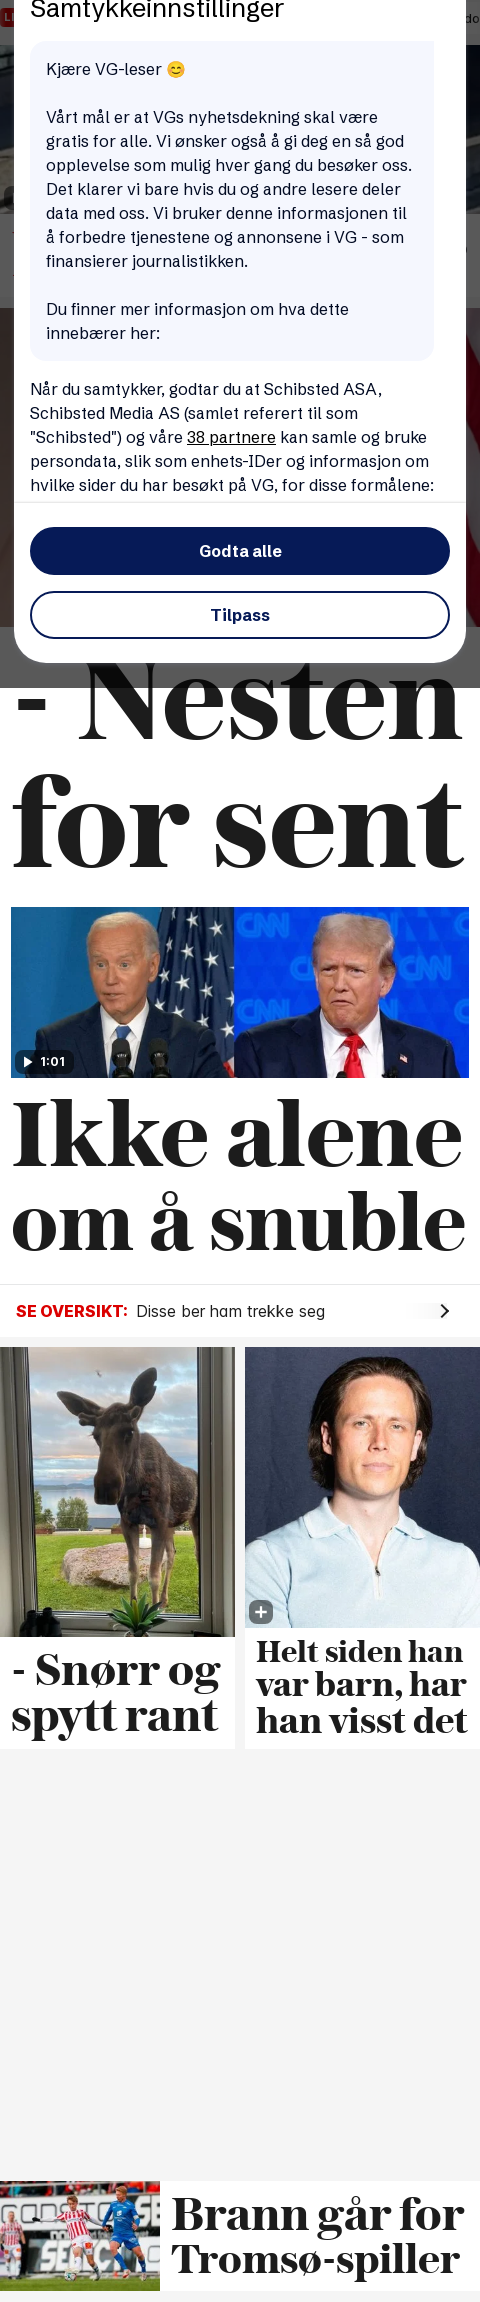 Samtykkeinnstillinger
Kjære VG-leser 😊
Vårt mål er at VGs nyhetsdekning skal være
gratis for alle. Vi ønsker også å gi deg en så god
opplevelse som mulig hver gang du besøker oss.
Det klarer vi bare hvis du og andre lesere deler
data med oss. Vi bruker denne informasjonen til
å forbedre tjenestene og annonsene i VG - som
finansierer journalistikken.
Du finner mer informasjon om hva dette
innebærer her:
Når du samtykker, godtar du at Schibsted ASA,
Schibsted Media AS (samlet referert til som
"Schibsted") og våre 38 partnere kan samle og bruke
persondata, slik som enhets-IDer og informasjon om
hvilke sider du har besøkt på VG, for disse formålene:
Godta alle
Tilpass
- Nesten
for sent
CNN
CNN
1:01
Ikke alene
om å snuble
SE OVERSIKT: Disse ber ham trekke seg
- Snørr og
spytt rant
Helt siden han
var barn, har
han visst det
Brann går for
Tromsø-spiller